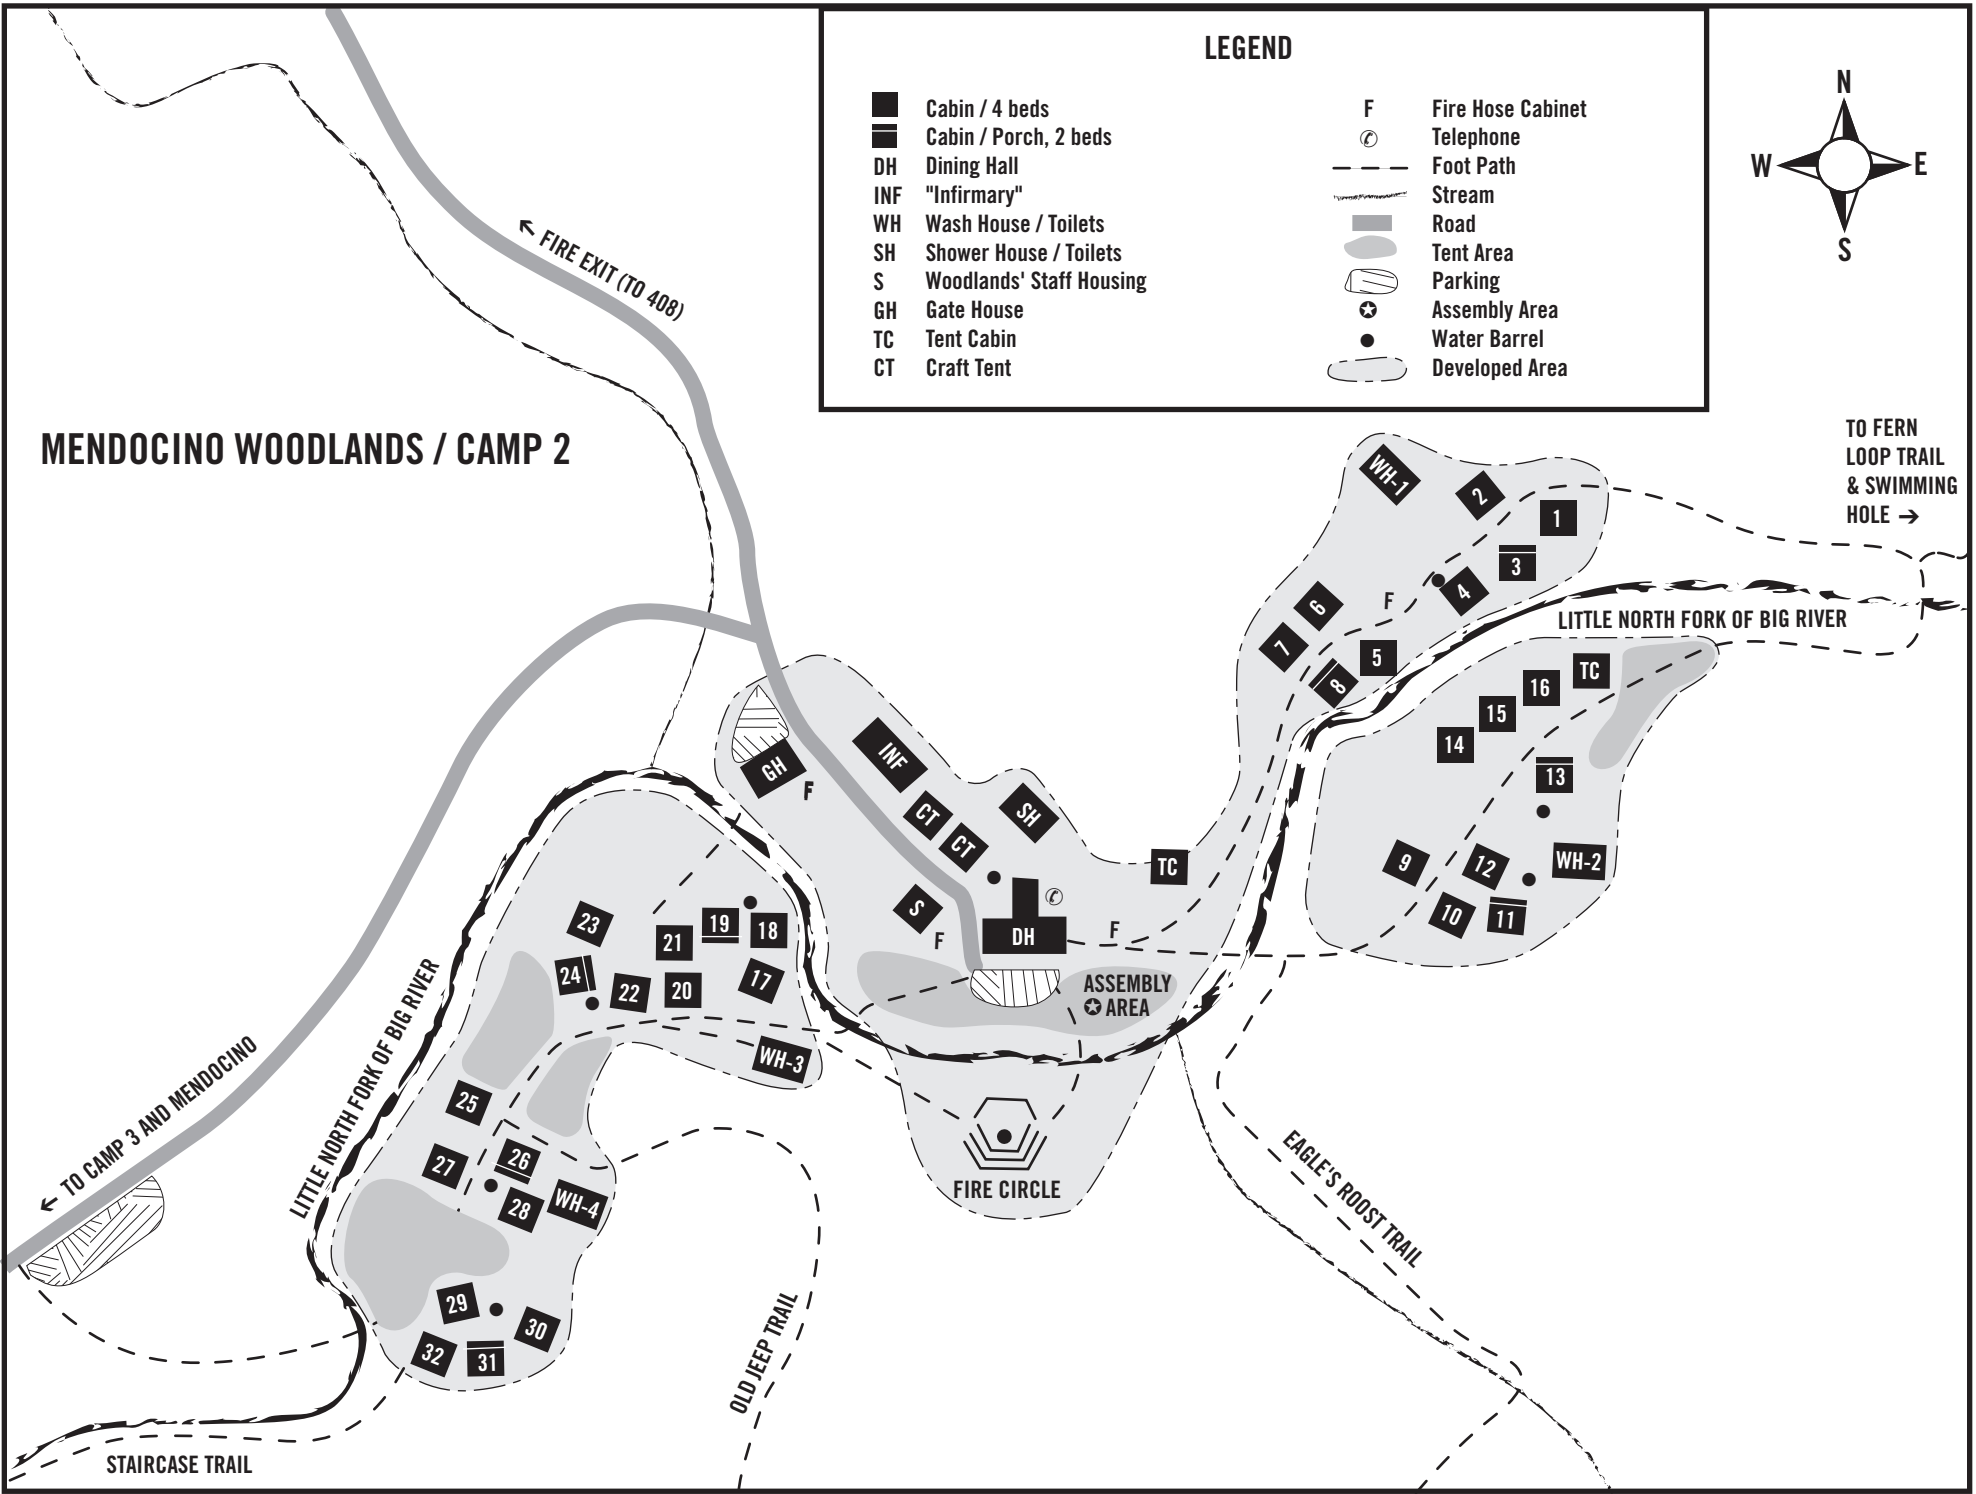 LEGEND
Cabin / 4 beds
Cabin / Porch, 2 beds
DH Dining Hall
INF "Infirmary"
WH Wash House / Toilets
SH Shower House / Toilets
S Woodlands' Staff Housing
GH Gate House
TC Tent Cabin
CT Craft Tent
F Fire Hose Cabinet
Telephone
Foot Path
Stream
Road
Tent Area
Parking
Assembly Area
Water Barrel
Developed Area
N
W E
S
FIRE EXIT (TO 408)
MENDOCINO WOODLANDS / CAMP 2
TO FERN
LOOP TRAIL
& SWIMMING
HOLE →
WH-1
2
1
3
4
F
6
7
5
8
LITTLE NORTH FORK OF BIG RIVER
TC
16
15
14
13
9
12
WH-2
10
11
GH
F
INF
CT
CT
SH
TC
S
F
DH
F
ASSEMBLY
AREA
23
19
18
21
24
22
20
17
WH-3
LITTLE NORTH FORK OF BIG RIVER
← TO CAMP 3 AND MENDOCINO
25
27
26
28
WH-4
29
30
32
31
FIRE CIRCLE
EAGLE'S ROOST TRAIL
OLD JEEP TRAIL
STAIRCASE TRAIL